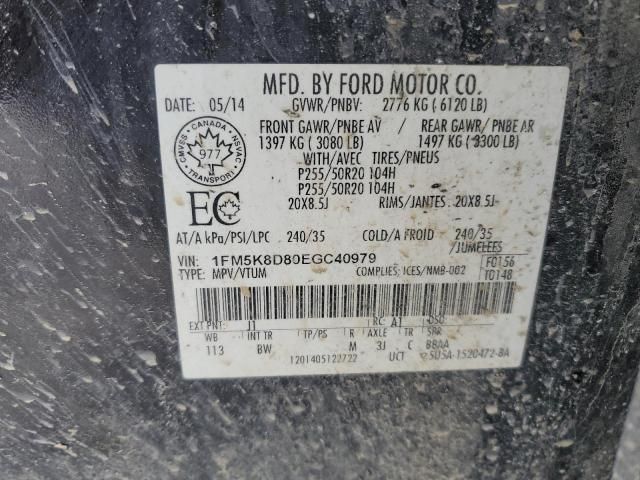 MFD. BY FORD MOTOR CO.
DATE: 05/14 GVWR/PNBV: 2776 KG ( 6120 LB)
FRONT GAWR/PNBE AV REAR GAWR/ PNBE AR
1397 KG ( 3080 LB) 1497 KG ( 3300 LB)
WITH/AVEC TIRES/PNEUS
P255/50R20 104H
P255/50R20 104H
20X8.5J RIMS/JANTES 20X8.5J
CMVSS CANADA NSVAC
977
TRANSPORT
EC
AT/A kPa/PSI/LPC 240/35 COLD/A FROID 240/35
/JUMELEES
VIN: 1FM5K8D80EGC40979 F0156
TYPE: MPV/VTUM COMPLIES: ICES/NMB-002 T0148
EXT PNT: J1 RC: A1 DSO:
WB INT TR TP/PS R AXLE TR SPR
113 BW M 3J C BBAA
1201405122722 UCT 5U5A-1520472-BA